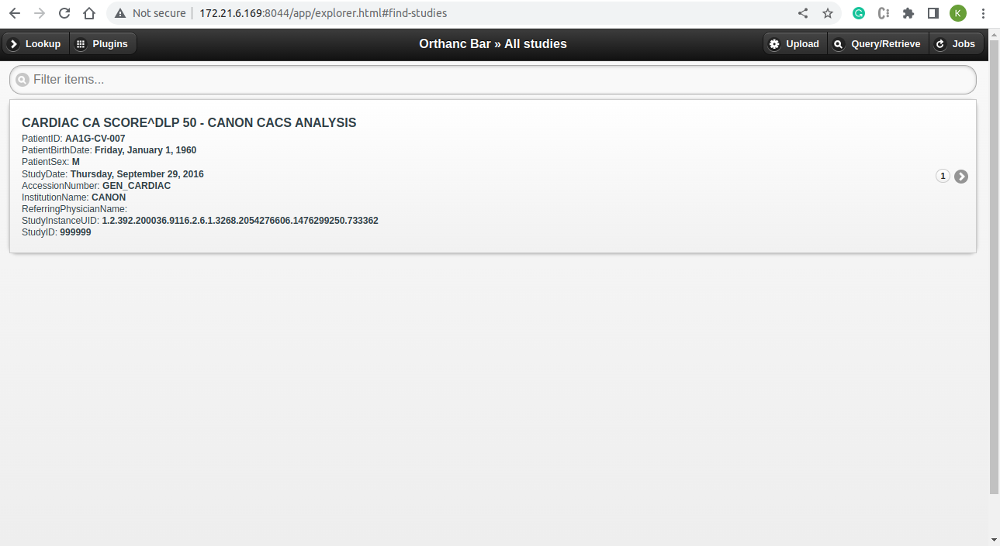 Not secure 172.21.6.169:8044/app/explorer.html#find-studies K
Lookup Plugins Orthanc Bar » All studies Upload Query/Retrieve Jobs
Filter items...
CARDIAC CA SCORE^DLP 50 - CANON CACS ANALYSIS
PatientID: AA1G-CV-007
PatientBirthDate: Friday, January 1, 1960
PatientSex: M
StudyDate: Thursday, September 29, 2016
AccessionNumber: GEN_CARDIAC
InstitutionName: CANON
ReferringPhysicianName:
StudyInstanceUID: 1.2.392.200036.9116.2.6.1.3268.2054276606.1476299250.733362
StudyID: 999999
1